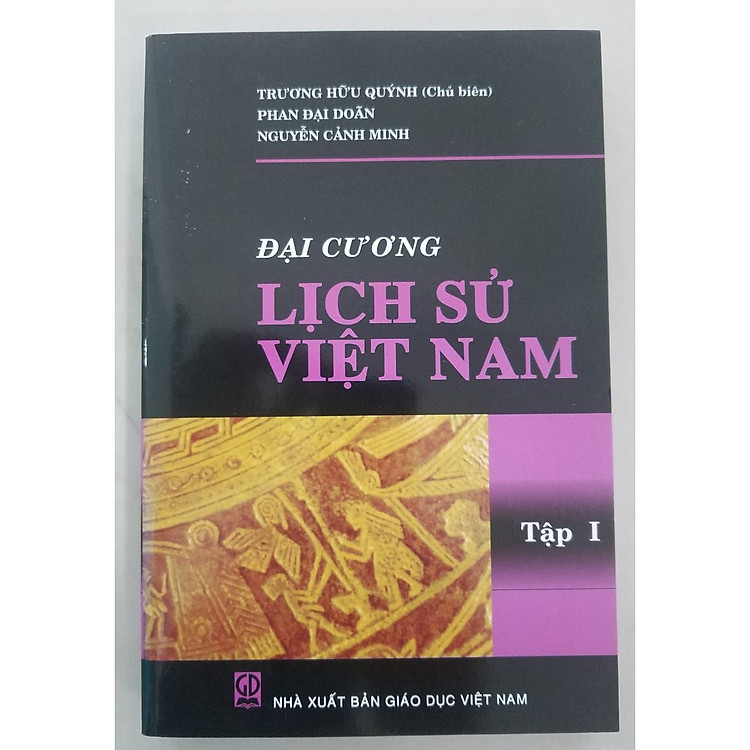 TRƯƠNG HỮU QUÝNH (Chủ biên)
PHAN ĐẠI DOÃN
NGUYỄN CẢNH MINH
ĐẠI CƯƠNG
LỊCH SỬ
VIỆT NAM
Tập I
GD
NHÀ XUẤT BẢN GIÁO DỤC VIỆT NAM